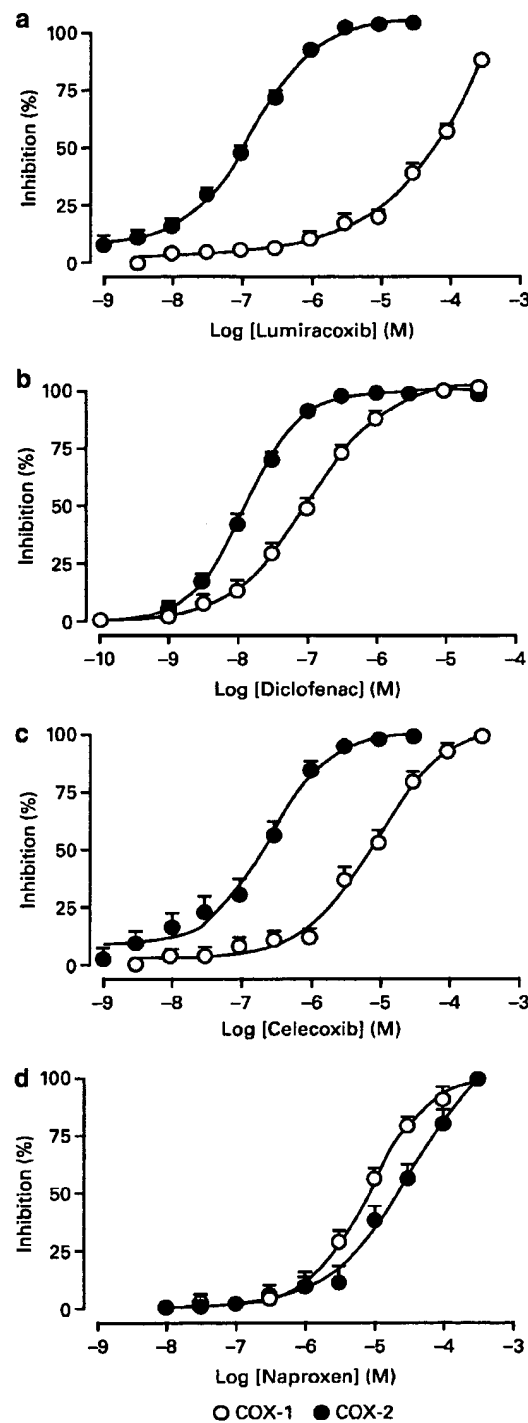 a
100
75
50
25
0
Inhibition (%)
−9 −8 −7 −6 −5 −4 −3
Log [Lumiracoxib] (M)
b
100
75
50
25
0
Inhibition (%)
−10 −9 −8 −7 −6 −5 −4
Log [Diclofenac] (M)
c
100
75
50
25
0
Inhibition (%)
−9 −8 −7 −6 −5 −4 −3
Log [Celecoxib] (M)
d
100
75
50
25
0
Inhibition (%)
−9 −8 −7 −6 −5 −4 −3
Log [Naproxen] (M)
COX-1 COX-2